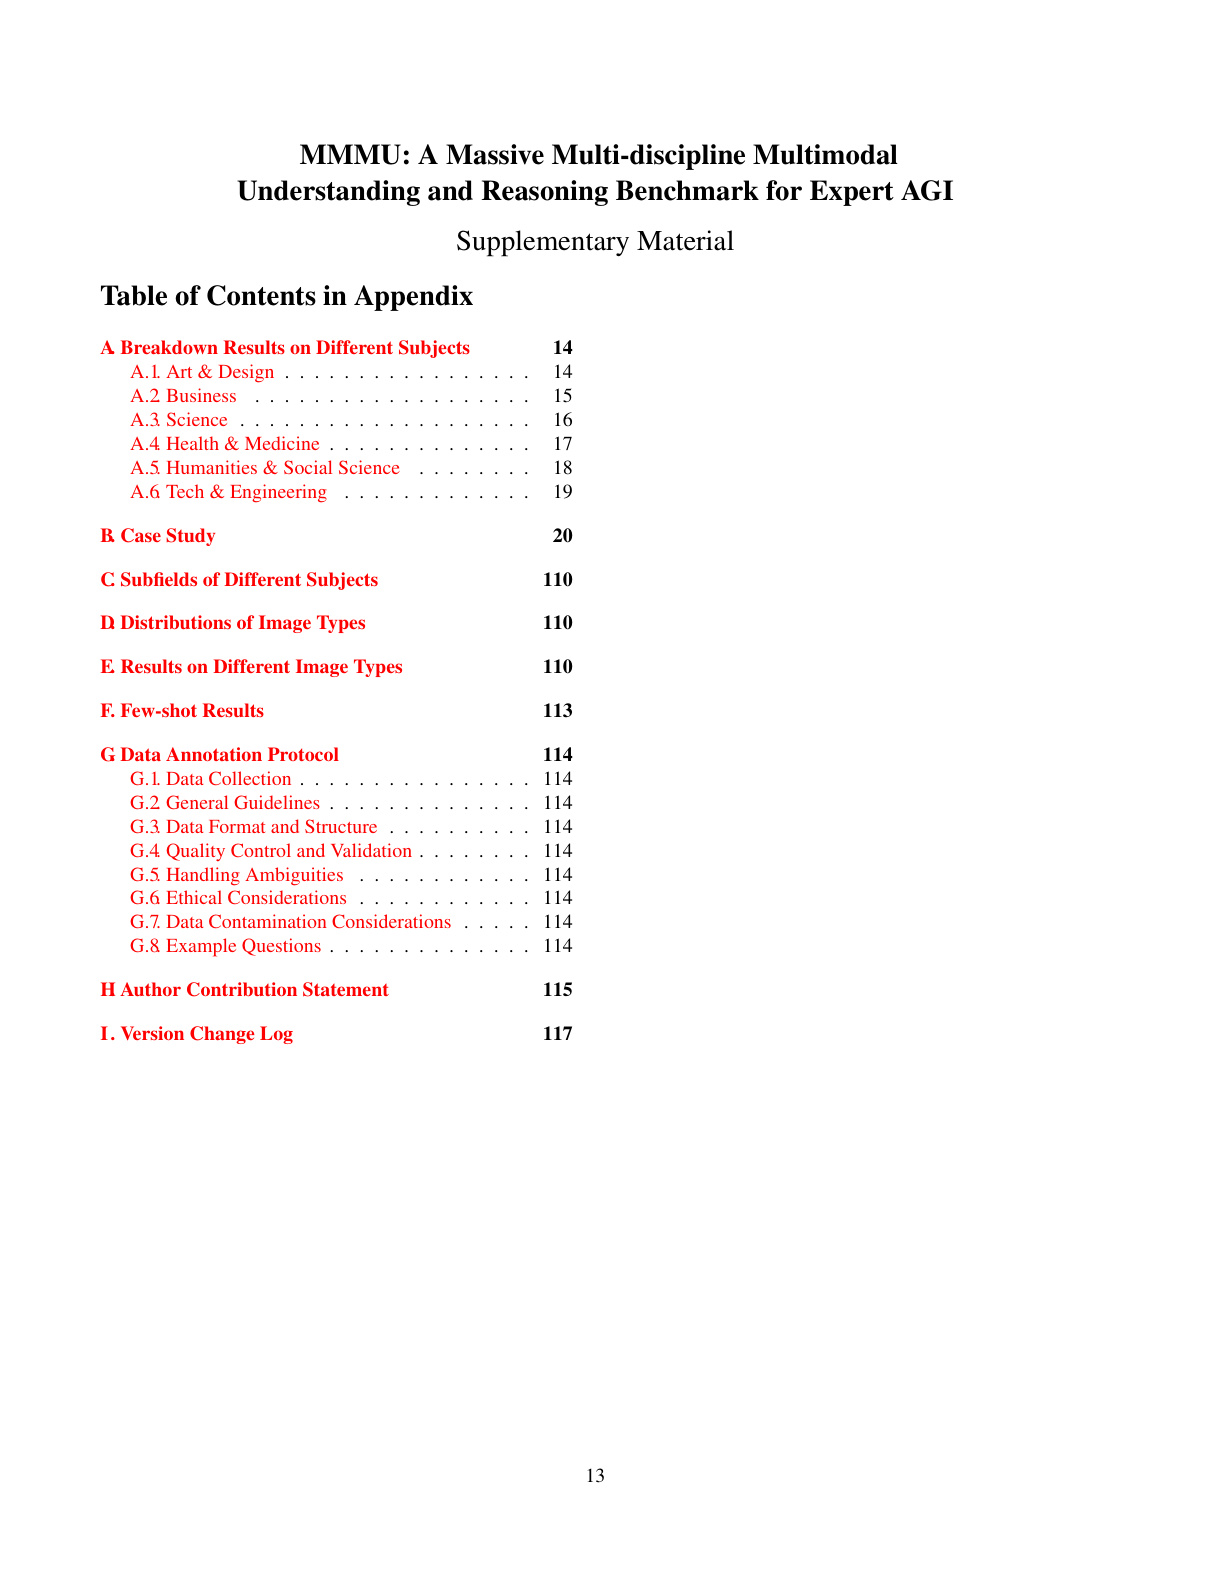 MMMU: A Massive Multi-discipline Multimodal
Understanding and Reasoning Benchmark for Expert AGI
Supplementary Material
Table of Contents in Appendix
A. Breakdown Results on Different Subjects 14
A.1. Art & Design . . . . . . . . . . . . . . . . . 14
A.2. Business . . . . . . . . . . . . . . . . . . . 15
A.3. Science . . . . . . . . . . . . . . . . . . . . 16
A.4. Health & Medicine . . . . . . . . . . . . . . 17
A.5. Humanities & Social Science . . . . . . . . 18
A.6. Tech & Engineering . . . . . . . . . . . . . 19
B. Case Study 20
C. Subfields of Different Subjects 110
D. Distributions of Image Types 110
E. Results on Different Image Types 110
F. Few-shot Results 113
G. Data Annotation Protocol 114
G.1. Data Collection . . . . . . . . . . . . . . . . 114
G.2. General Guidelines . . . . . . . . . . . . . . 114
G.3. Data Format and Structure . . . . . . . . . . 114
G.4. Quality Control and Validation . . . . . . . . 114
G.5. Handling Ambiguities . . . . . . . . . . . . 114
G.6. Ethical Considerations . . . . . . . . . . . . 114
G.7. Data Contamination Considerations . . . . . 114
G.8. Example Questions . . . . . . . . . . . . . . 114
H Author Contribution Statement 115
I . Version Change Log 117
13